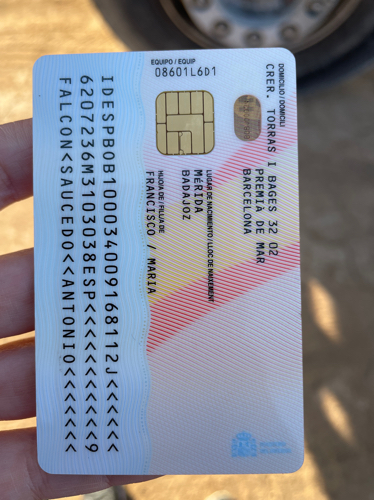 DOMICILIO / DOMICILI
CRER. TORRAS I BAGES 32 02
PREMIÀ DE MAR
BARCELONA
LUGAR DE NACIMIENTO / LLOC DE NAIXEMENT
MÉRIDA
BADAJOZ
HIJO/A DE / FILL/A DE
FRANCISCO / MARIA
EQUIPO / EQUIP
08601L6D1
IDESPBOB100034009168112J<<<<<<
6207236M3103038ESP<<<<<<<<<<<9
FALCON<SAUCEDO<<ANTONIO<<<<<<<